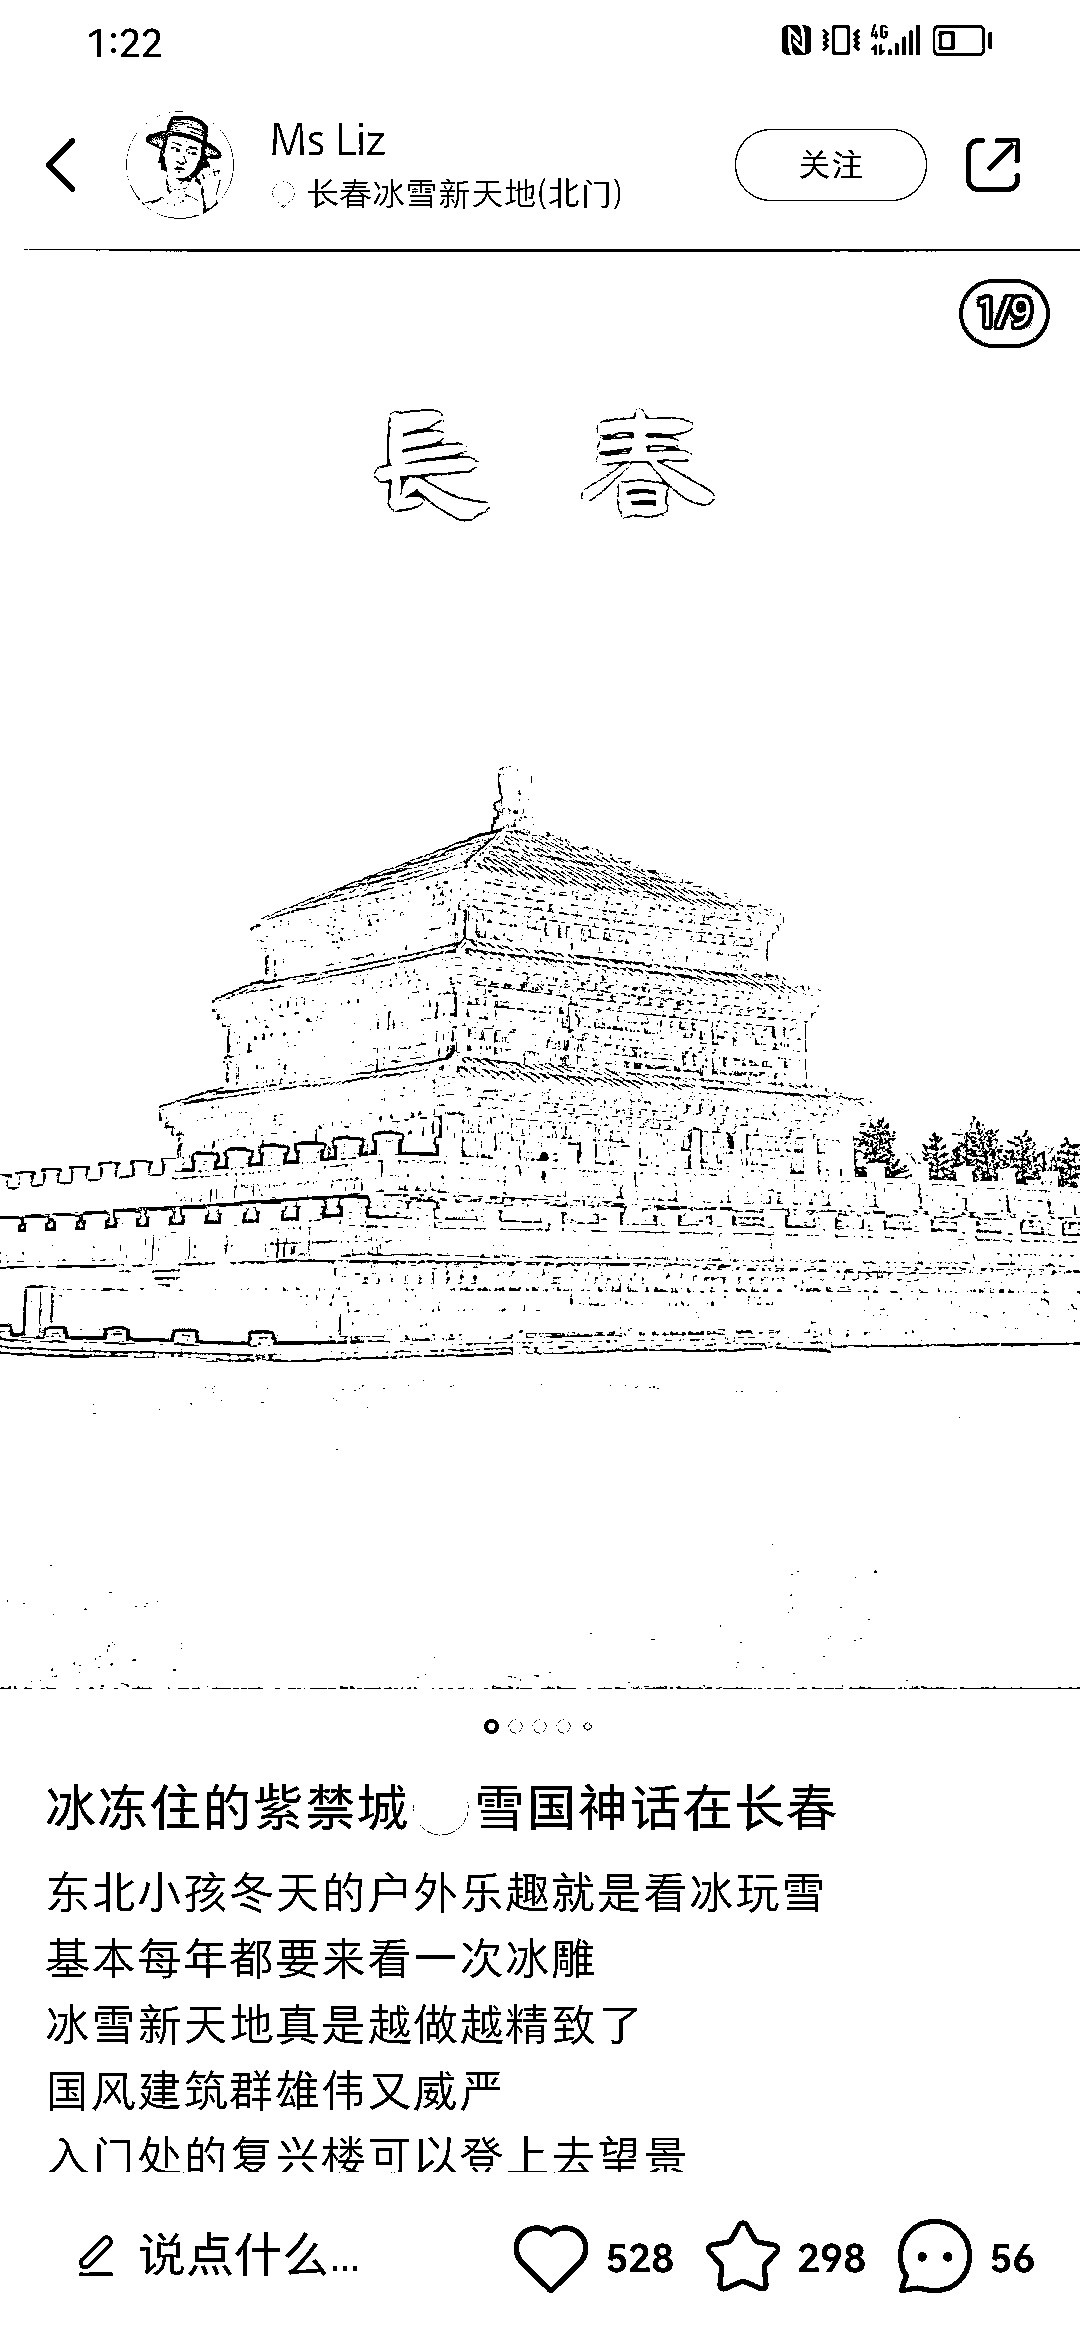 1:22
4G
Ms Liz
长春冰雪新天地(北门)
关注
1/9
長 春
冰冻住的紫禁城 雪国神话在长春
东北小孩冬天的户外乐趣就是看冰玩雪
基本每年都要来看一次冰雕
冰雪新天地真是越做越精致了
国风建筑群雄伟又威严
入门处的复兴楼可以登上去望景
说点什么...
528
298
56